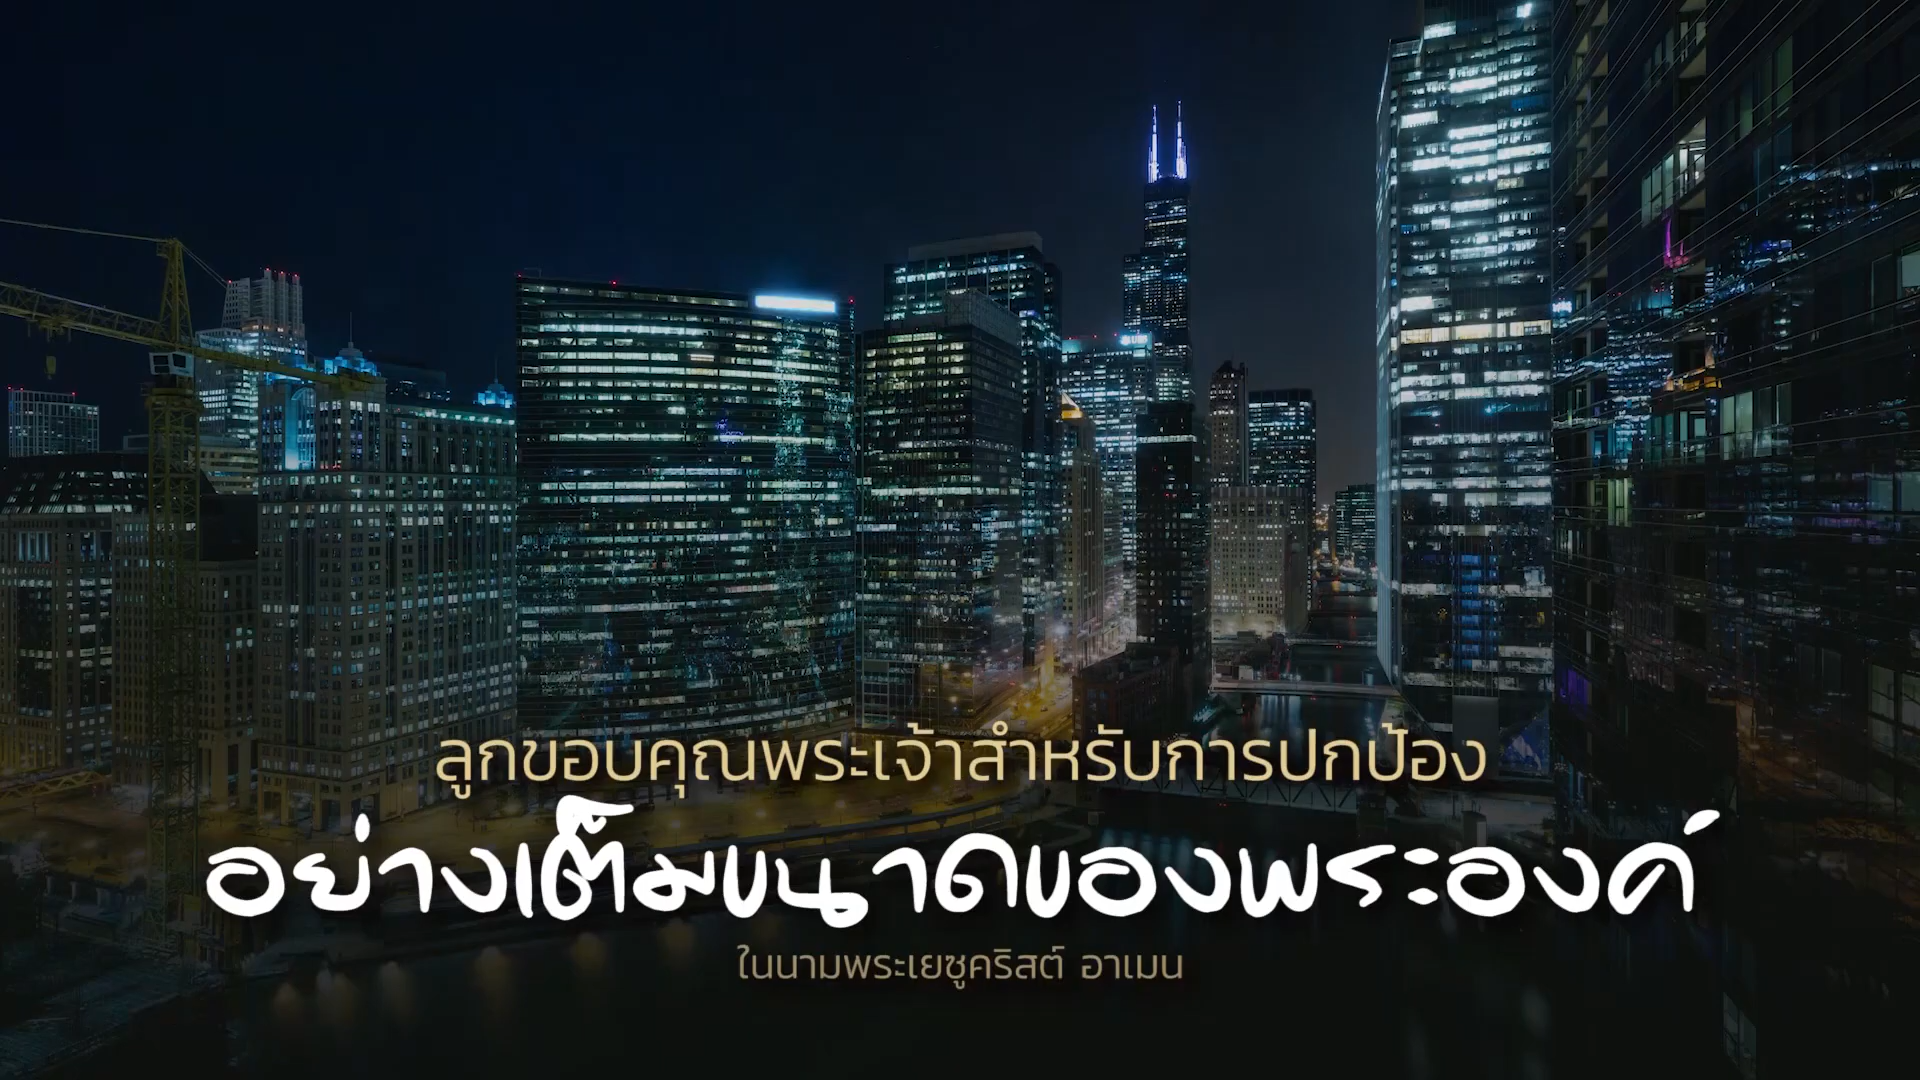 ลูกขอบคุณพระเจ้าสำหรับการปกป้อง
อย่างเต็มขนาดของพระองค์
ในนามพระเยซูคริสต์ อาเมน